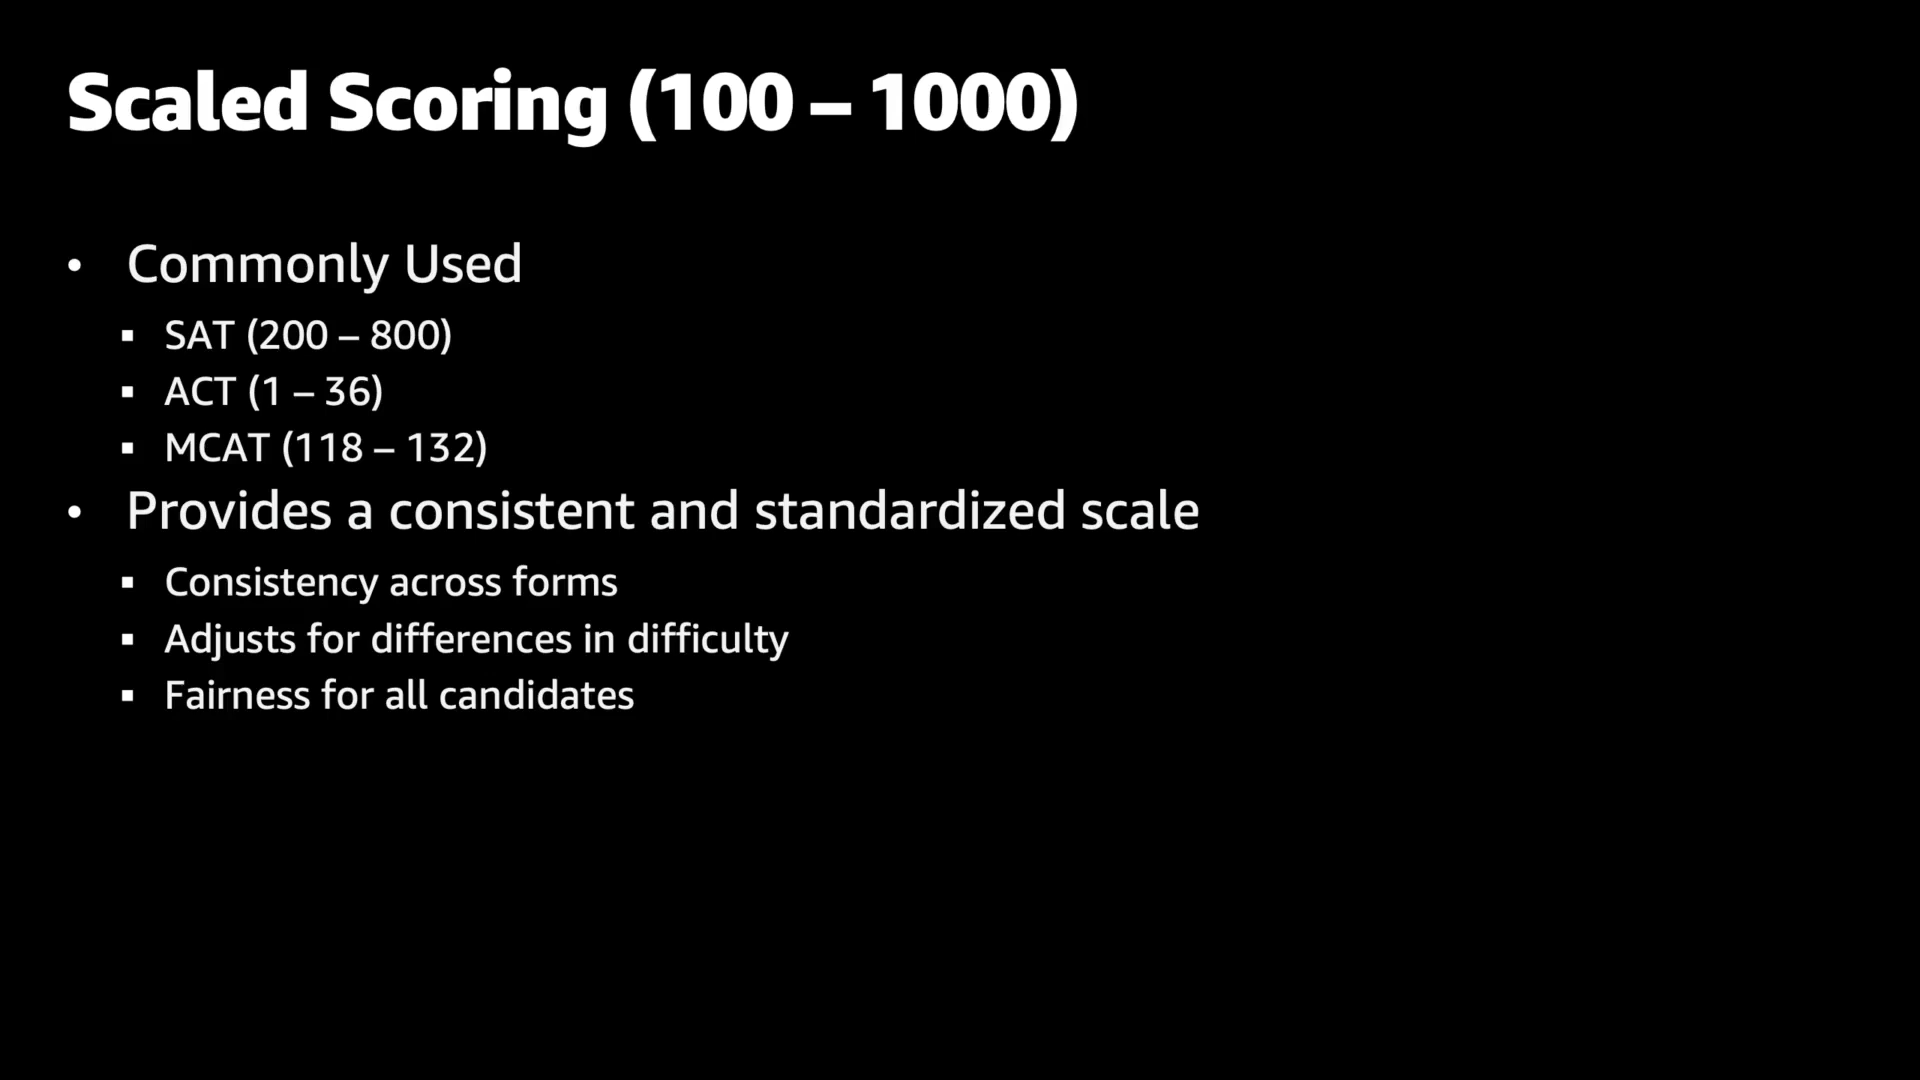 Scaled Scoring (100 – 1000)
• Commonly Used
▪ SAT (200 – 800)
▪ ACT (1 – 36)
▪ MCAT (118 – 132)
• Provides a consistent and standardized scale
▪ Consistency across forms
▪ Adjusts for differences in difficulty
▪ Fairness for all candidates